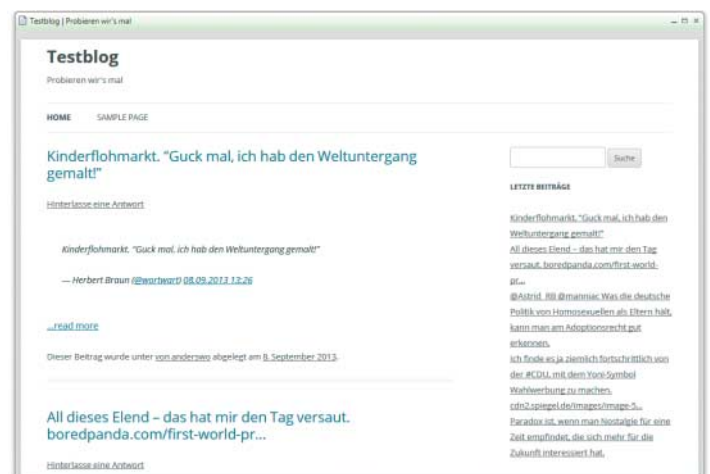 Testblog | Probieren wir's mal
Testblog
Probieren wir's mal
HOME SAMPLE PAGE
Kinderflohmarkt. "Guck mal, ich hab den Weltuntergang
gemalt!"
Hinterlasse eine Antwort
Kinderflohmarkt. "Guck mal, ich hab den Weltuntergang gemalt!"
— Herbert Braun (@wortwart) 08.09.2013 13:26
...read more
Dieser Beitrag wurde unter von anderswo abgelegt am 8. September 2013.
All dieses Elend – das hat mir den Tag versaut.
boredpanda.com/first-world-pr...
Hinterlasse eine Antwort
Suche
LETZTE BEITRÄGE
Kinderflohmarkt. "Guck mal, ich hab den
Weltuntergang gemalt!"
All dieses Elend – das hat mir den Tag
versaut. boredpanda.com/first-world-
pr...
@Astrid_RB @manniac Was die deutsche
Politik von Homosexuellen als Eltern hält,
kann man am Adoptionsrecht gut
erkennen.
Ich finde es ja ziemlich fortschrittlich von
der #CDU, mit dem Yoni-Symbol
Wahlwerbung zu machen.
cdn2.spiegel.de/images/image-5...
Paradox ist, wenn man Nostalgie für eine
Zeit empfindet, die sich mehr für die
Zukunft interessiert hat.